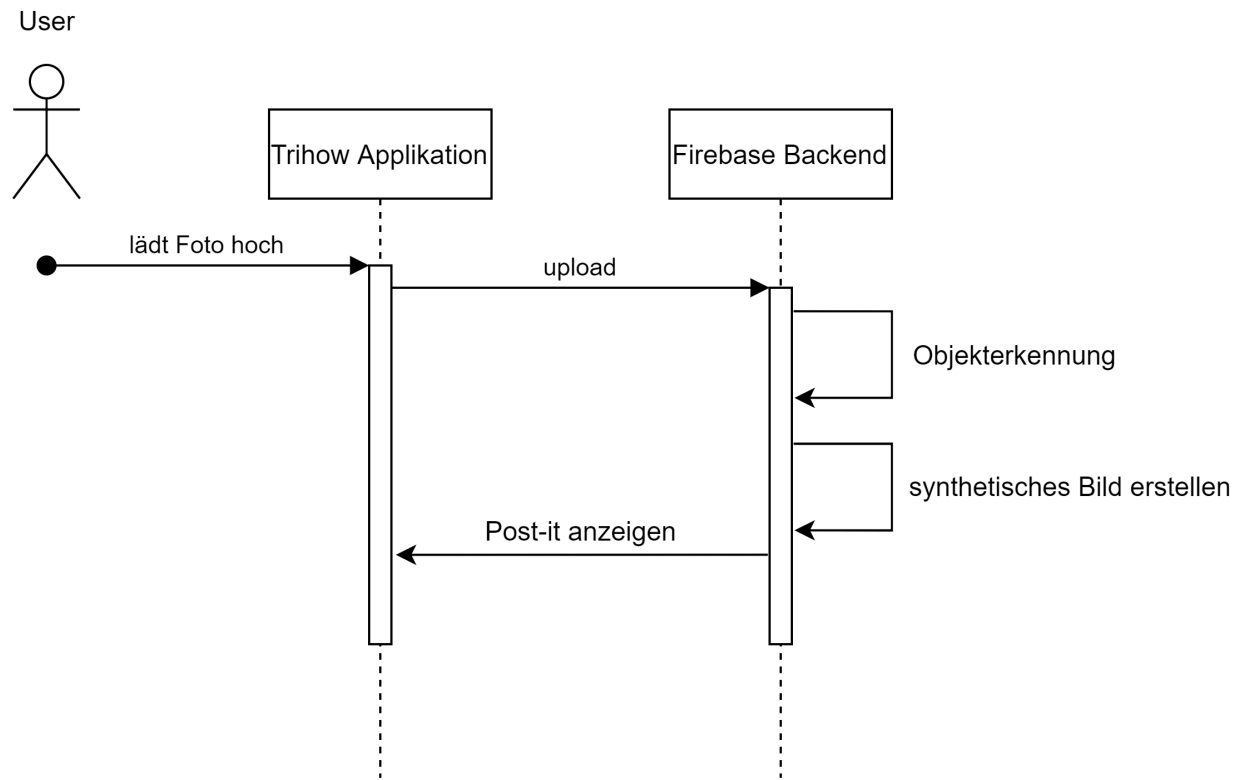 User
Trihow Applikation
Firebase Backend
lädt Foto hoch
upload
Objekterkennung
synthetisches Bild erstellen
Post-it anzeigen